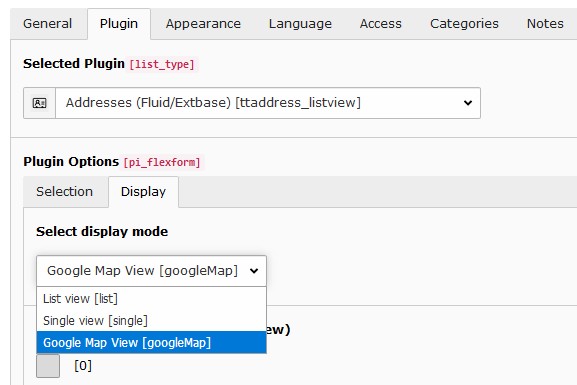 General Plugin Appearance Language Access Categories Notes
Selected Plugin [list_type]
Addresses (Fluid/Extbase) [ttaddress_listview]
Plugin Options [pi_flexform]
Selection Display
Select display mode
Google Map View [googleMap]
List view [list]
Single view [single]
ew)
Google Map View [googleMap]
[0]